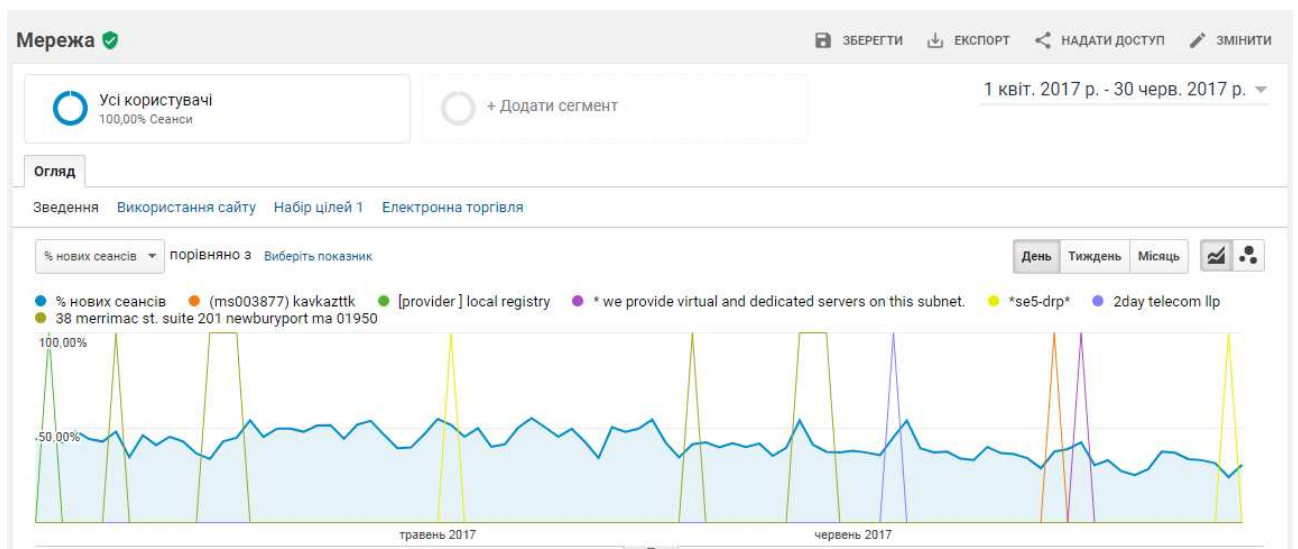 Мережа
ЗБЕРЕГТИ ЕКСПОРТ НАДАТИ ДОСТУП ЗМІНИТИ
Усі користувачі
100,00% Сеанси
+ Додати сегмент
1 квіт. 2017 р. - 30 черв. 2017 р.
Огляд
Зведення Використання сайту Набір цілей 1 Електронна торгівля
% нових сеансів порівняно з Виберіть показник
День Тиждень Місяць
% нових сеансів (ms003877) kavkazttk [provider ] local registry * we provide virtual and dedicated servers on this subnet. *se5-drp* 2day telecom llp
38 merrimac st. suite 201 newburyport ma 01950
100,00%
50,00%
травень 2017 червень 2017